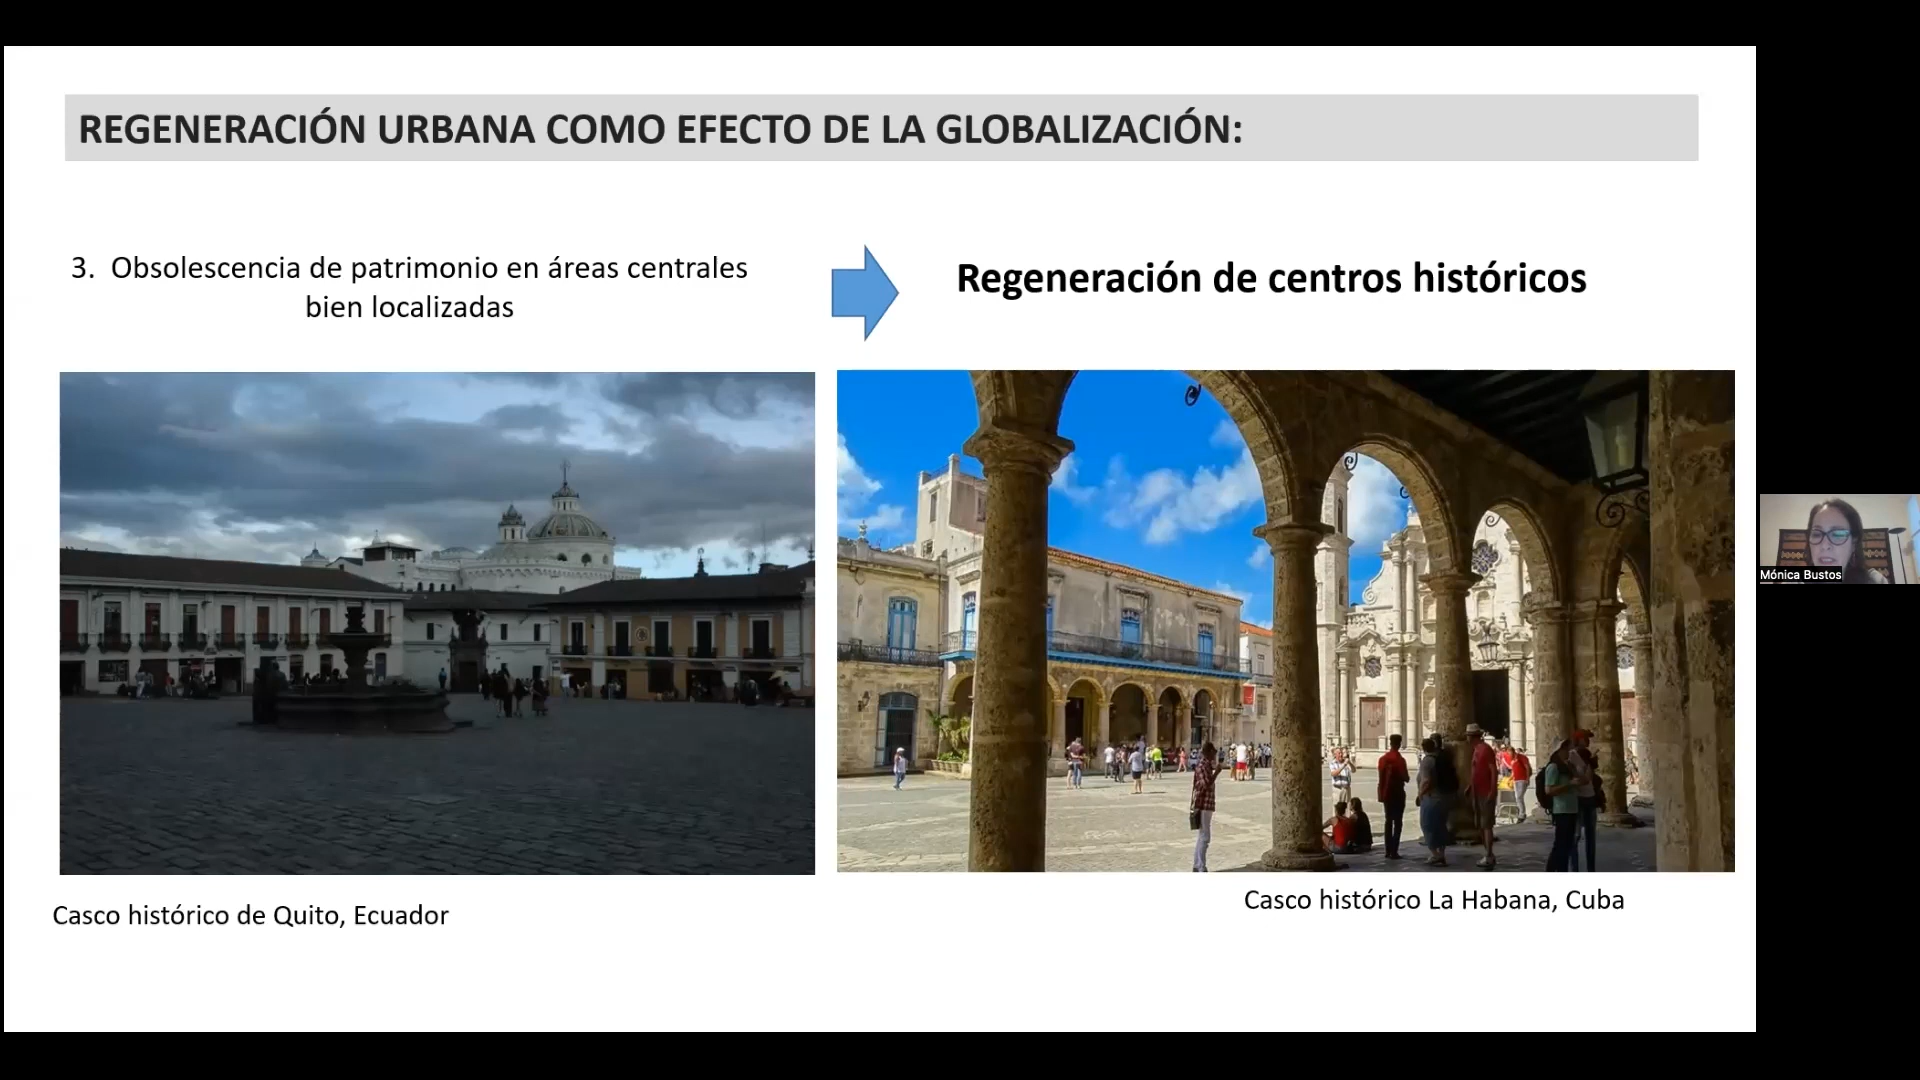 REGENERACIÓN URBANA COMO EFECTO DE LA GLOBALIZACIÓN:
3. Obsolescencia de patrimonio en áreas centrales
bien localizadas
Regeneración de centros históricos
Mónica Bustos
Casco histórico La Habana, Cuba
Casco histórico de Quito, Ecuador